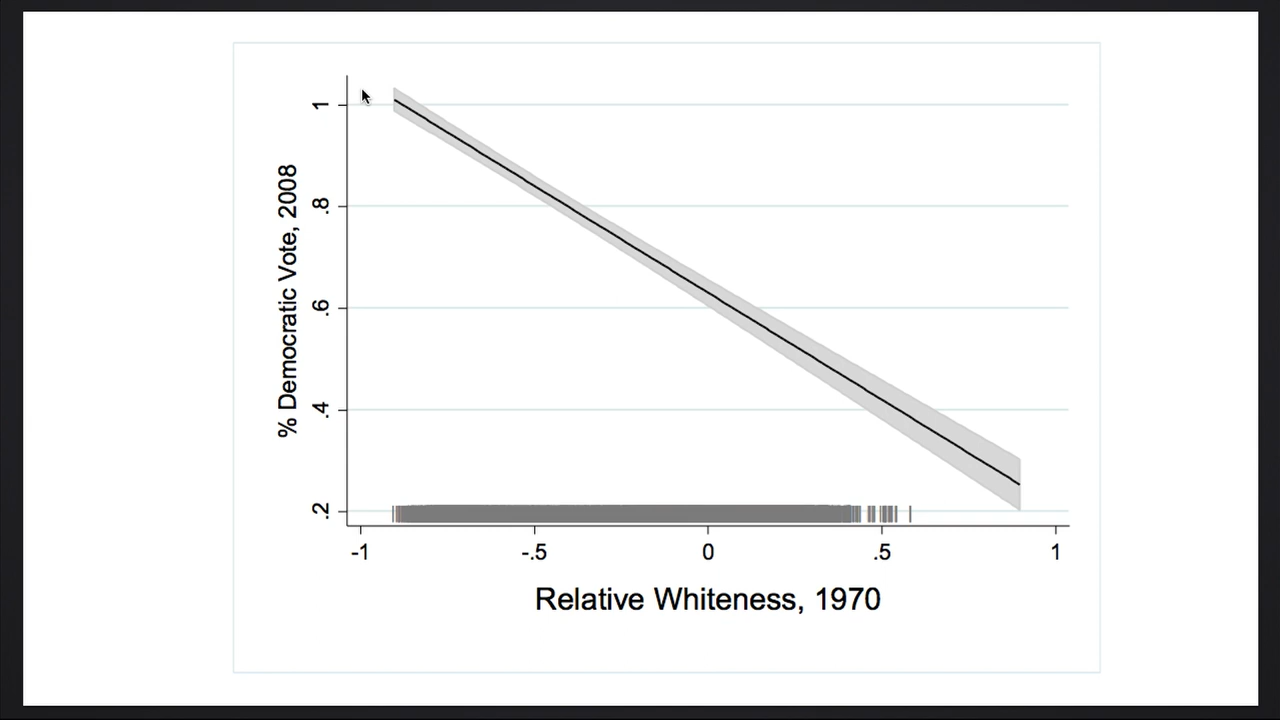 % Democratic Vote, 2008
1
.8
.6
.4
.2
-1 -.5 0 .5 1
Relative Whiteness, 1970